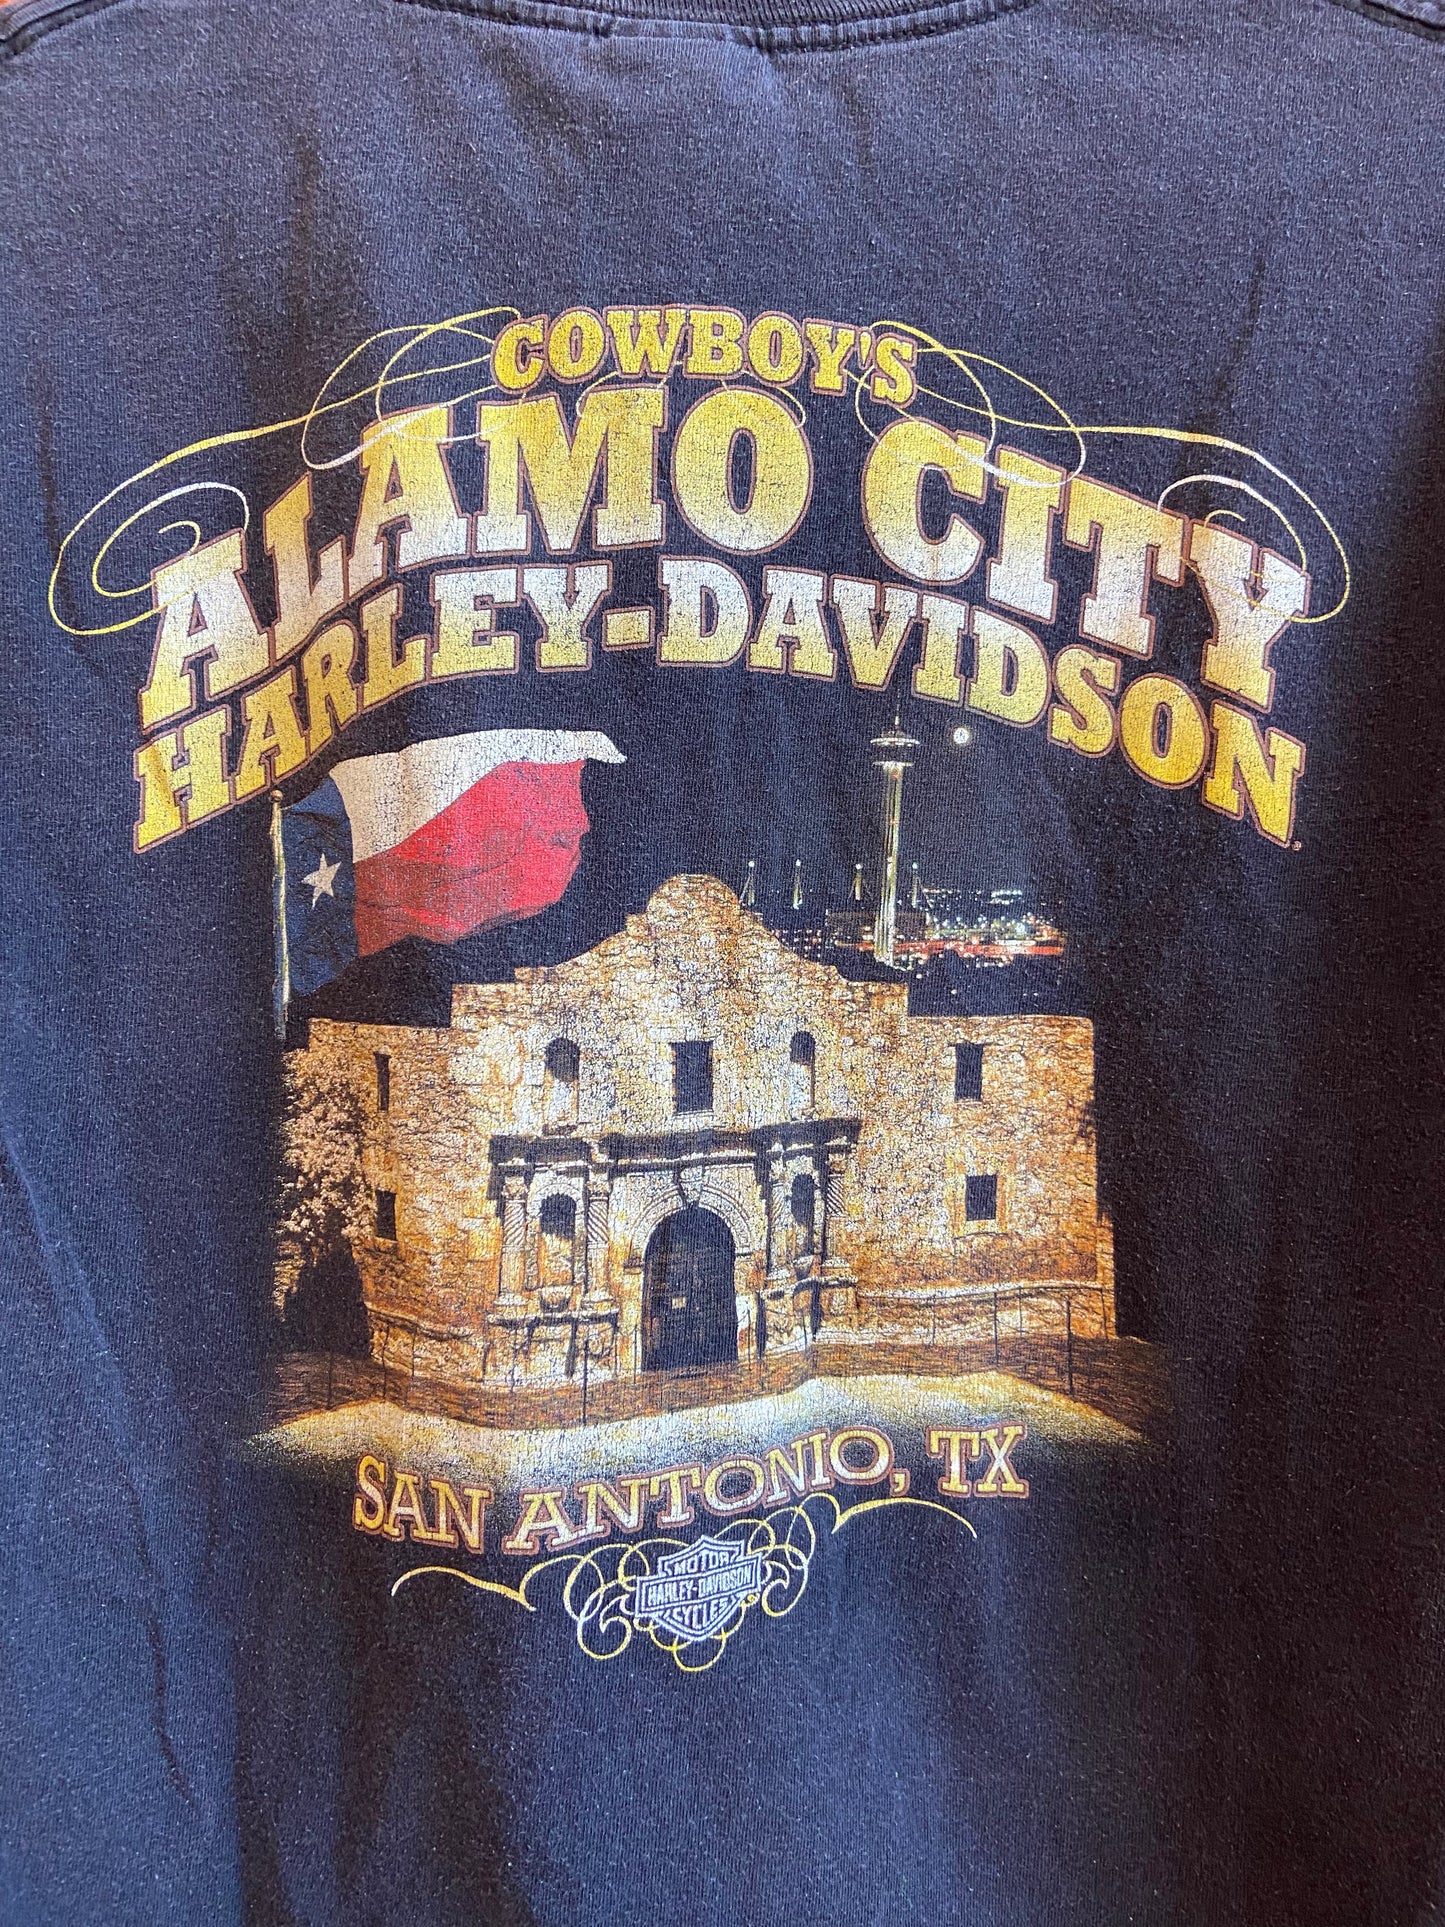 COWBOY'S
ALAMO CITY
HARLEY-DAVIDSON
SAN ANTONIO, TX
MOTOR
HARLEY-DAVIDSON
CYCLES